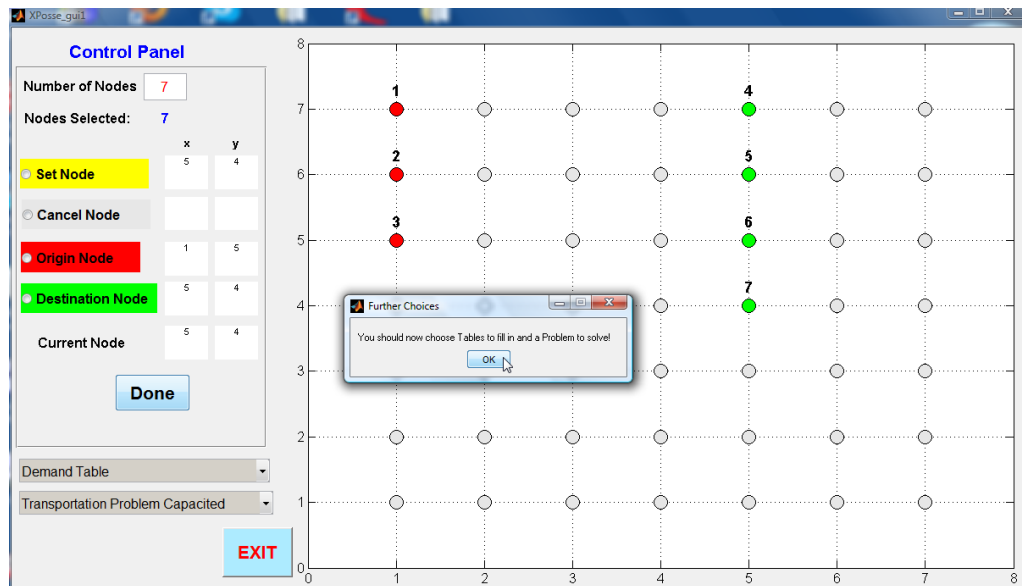 XPosse_gui1
Control Panel
Number of Nodes 7
Nodes Selected: 7
x y
Set Node 5 4
Cancel Node
Origin Node 1 5
Destination Node 5 4
Current Node 5 4
Done
Demand Table
Transportation Problem Capacited
EXIT
8
7
6
5
4
3
2
1
0
1 4
2 5
3 6
7
Further Choices
You should now choose Tables to fill in and a Problem to solve!
OK
0 1 2 3 4 5 6 7 8